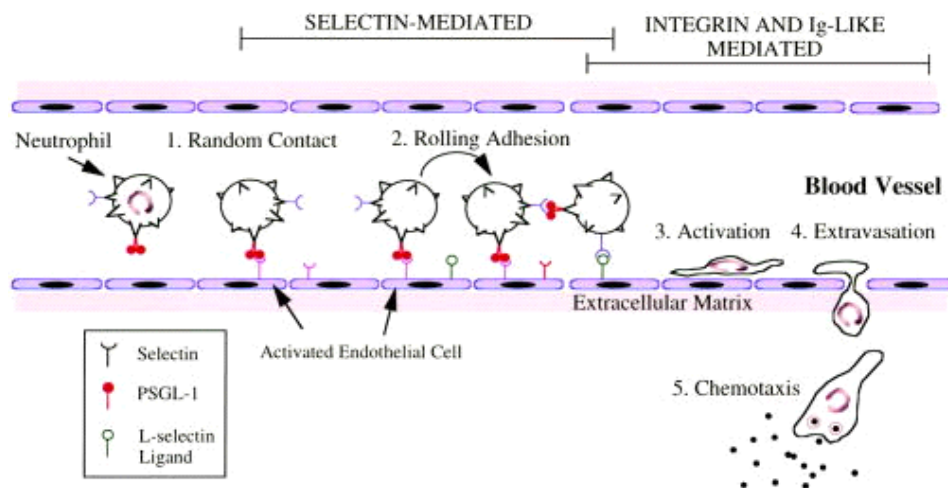 SELECTIN-MEDIATED
INTEGRIN AND Ig-LIKE
MEDIATED
Neutrophil
1. Random Contact
2. Rolling Adhesion
Blood Vessel
3. Activation
4. Extravasation
Extracellular Matrix
Activated Endothelial Cell
Selectin
PSGL-1
L-selectin
Ligand
5. Chemotaxis